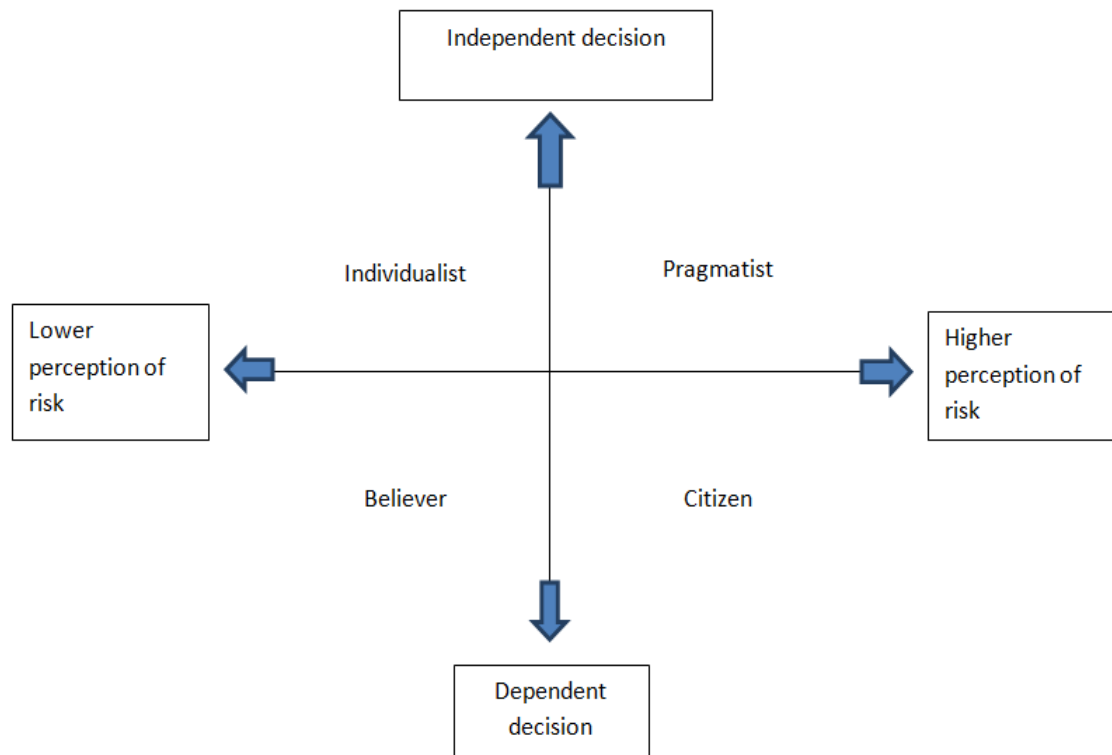 Independent decision
Individualist
Pragmatist
Lower
perception of
risk
Higher
perception of
risk
Believer
Citizen
Dependent
decision